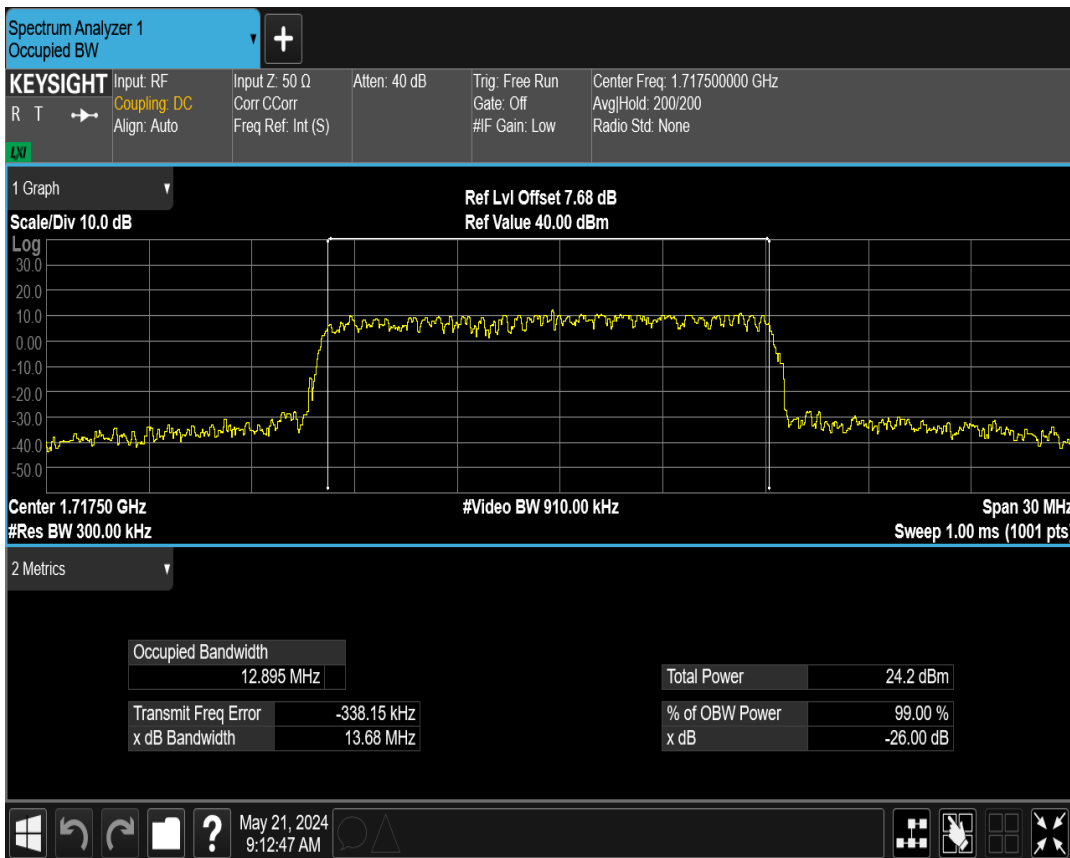 Spectrum Analyzer 1
Occupied BW
KEYSIGHT
R T
LXI
Input: RF
Coupling: DC
Align: Auto
Input Z: 50 Ω
Corr CCorr
Freq Ref: Int (S)
Atten: 40 dB
Trig: Free Run
Gate: Off
#IF Gain: Low
Center Freq: 1.717500000 GHz
Avg|Hold: 200/200
Radio Std: None
1 Graph
Scale/Div 10.0 dB
Ref Lvl Offset 7.68 dB
Ref Value 40.00 dBm
Log
30.0
20.0
10.0
0.00
-10.0
-20.0
-30.0
-40.0
-50.0
Center 1.71750 GHz
#Res BW 300.00 kHz
#Video BW 910.00 kHz
Span 30 MHz
Sweep 1.00 ms (1001 pts)
2 Metrics
Occupied Bandwidth
12.895 MHz
Transmit Freq Error -338.15 kHz
x dB Bandwidth 13.68 MHz
Total Power 24.2 dBm
% of OBW Power 99.00 %
x dB -26.00 dB
?
May 21, 2024
9:12:47 AM